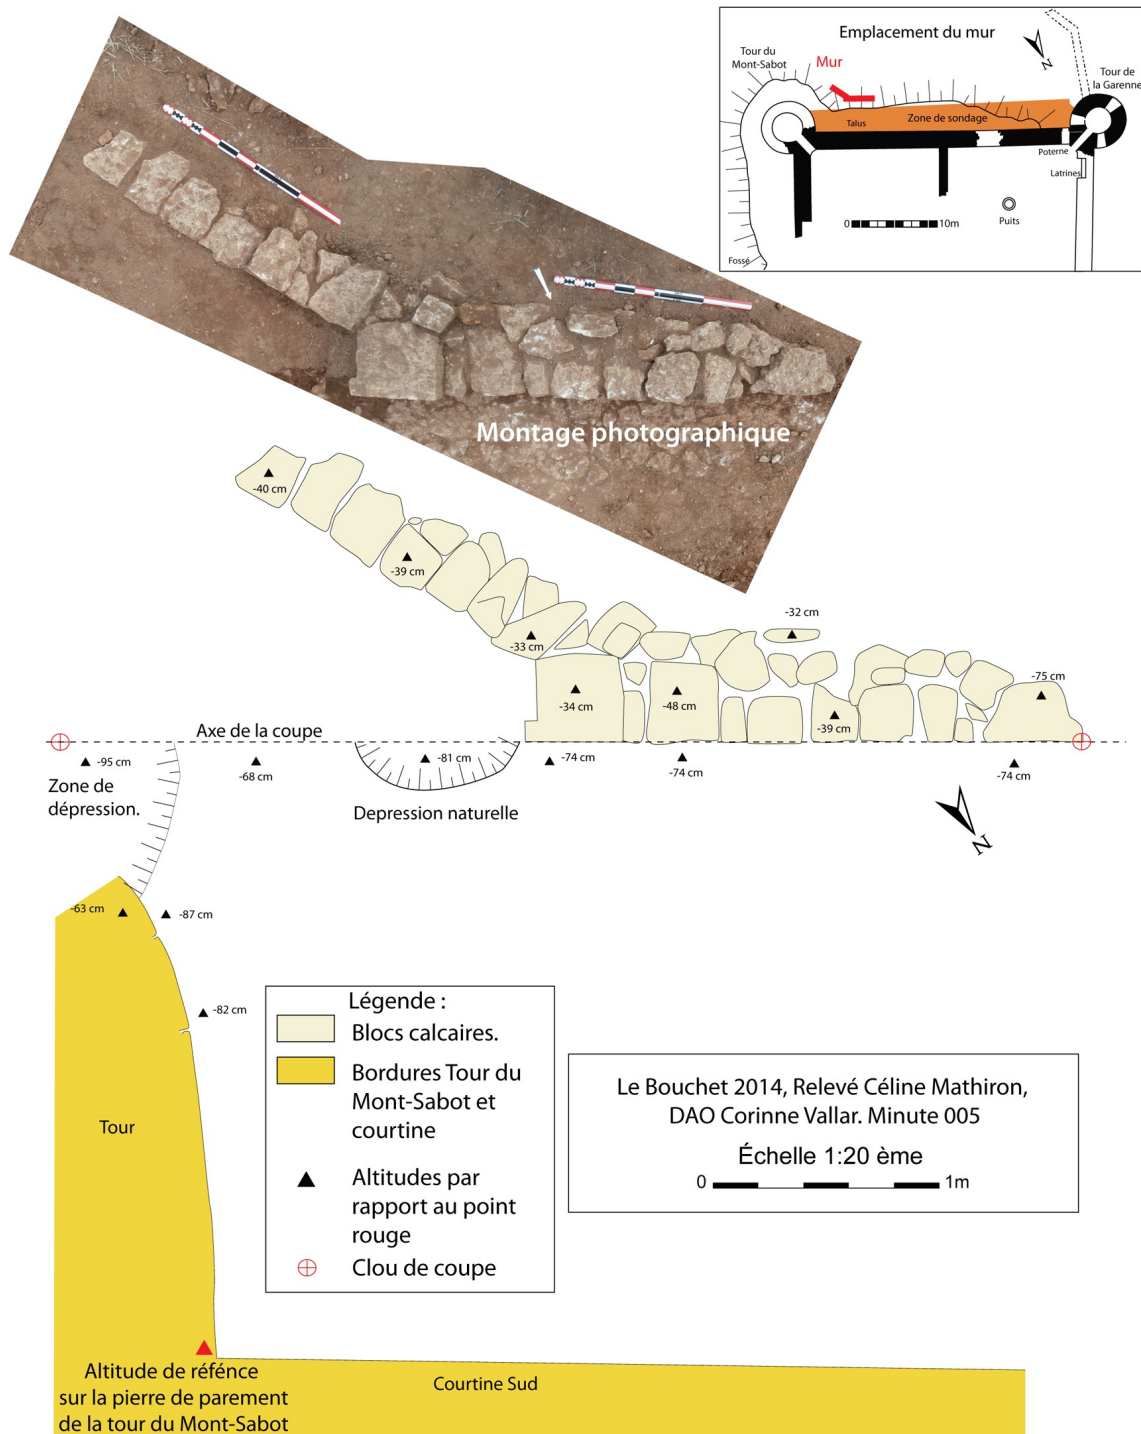 Emplacement du mur
Tour du
Mont-Sabot
Mur
Tour de
la Garenne
N
Talus
Zone de sondage
Poterne
Latrines
0
10m
Puits
Fossé
Montage photographique
-40 cm
-39 cm
-33 cm
-32 cm
-34 cm
-48 cm
-39 cm
-75 cm
Axe de la coupe
-95 cm
-68 cm
-81 cm
-74 cm
-74 cm
-74 cm
Zone de
dépression.
Depression naturelle
N
-63 cm
-87 cm
-82 cm
Tour
Légende :
Blocs calcaires.
Bordures Tour du
Mont-Sabot et
courtine
Altitudes par
rapport au point
rouge
Clou de coupe
Le Bouchet 2014, Relevé Céline Mathiron,
DAO Corinne Vallar. Minute 005
Échelle 1:20 ème
0
1m
Altitude de réfénce
sur la pierre de parement
de la tour du Mont-Sabot
Courtine Sud